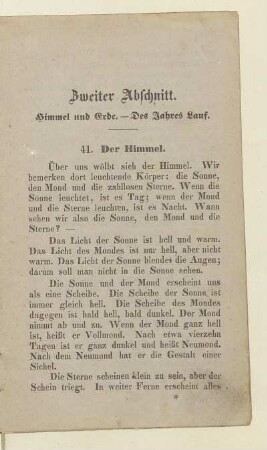 Zweiter Abschnitt.
Himmel und Erde. — Des Jahres Lauf.
41. Der Himmel.
Über uns wölbt sich der Himmel. Wir
bemerken dort leuchtende Körper: die Sonne,
den Mond und die zahllosen Sterne. Wenn die
Sonne leuchtet, ist es Tag; wenn der Mond
und die Sterne leuchten, ist es Nacht. Wann
sehen wir also die Sonne, den Mond und die
Sterne? —
Das Licht der Sonne ist hell und warm.
Das Licht des Mondes ist nur hell, aber nicht
warm. Das Licht der Sonne blendet die Augen;
darum soll man nicht in die Sonne sehen.
Die Sonne und der Mond erscheint uns
als eine Scheibe. Die Scheibe der Sonne ist
immer gleich hell. Die Scheibe des Mondes
dagegen ist bald hell, bald dunkel. Der Mond
nimmt ab und zu. Wenn der Mond ganz hell
ist, heißt er Vollmond. Nach etwa vierzehn
Tagen ist er ganz dunkel und heißt Neumond.
Nach dem Neumond hat er die Gestalt einer
Sichel.
Die Sterne scheinen klein zu sein, aber der
Schein trügt. In weiter Ferne erscheint alles